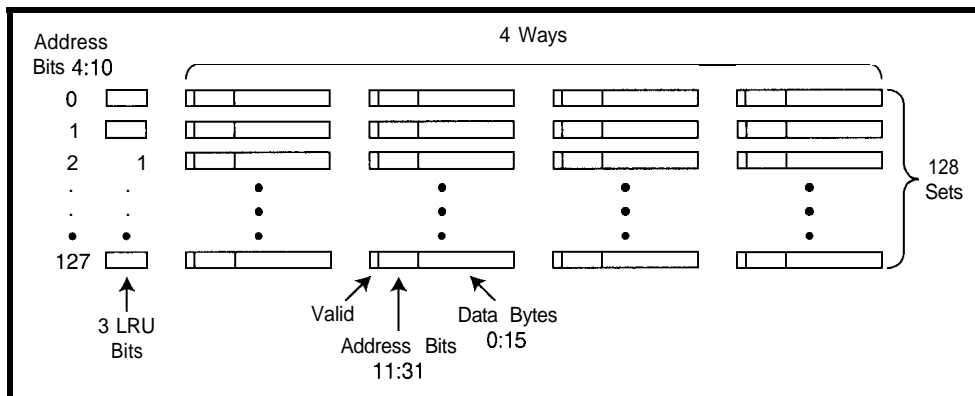 4 Ways
Address
Bits 4:10
0
1
2 1
127
128
Sets
Valid
Data Bytes
0:15
3 LRU
Bits
Address Bits
11:31